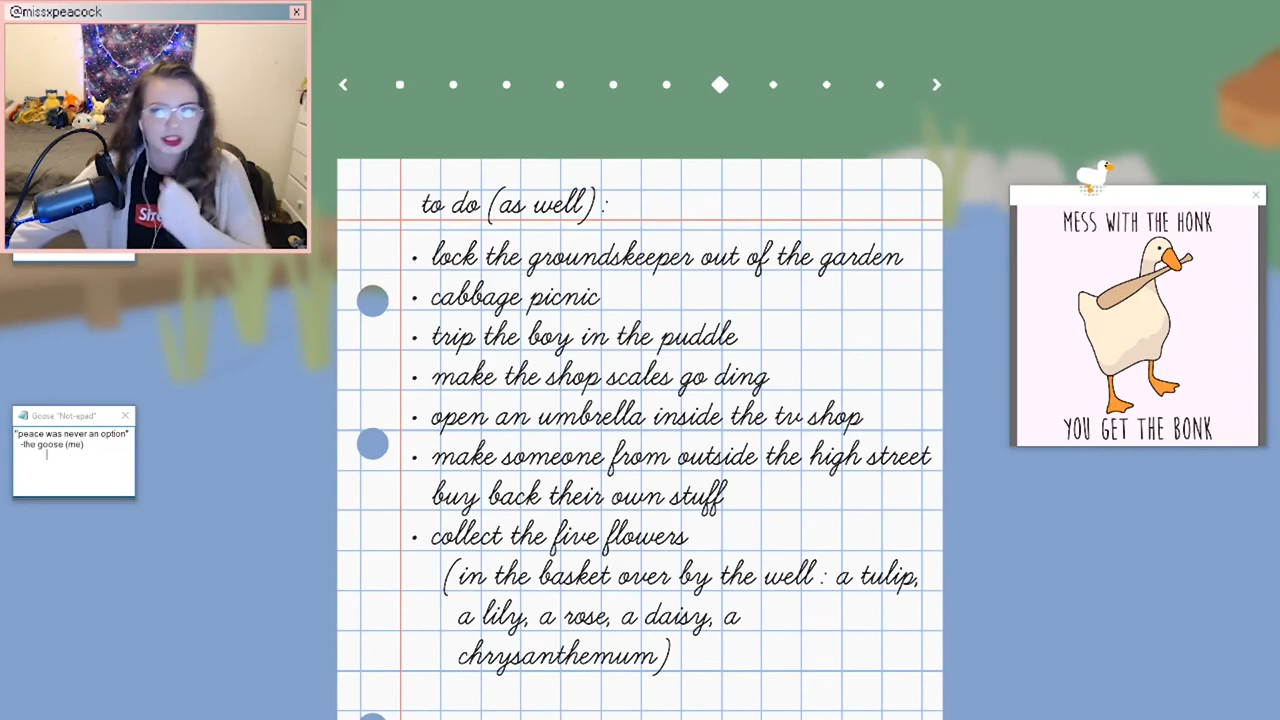 @missxpeacock
to do (as well) :
• lock the groundskeeper out of the garden
• cabbage picnic
• trip the boy in the puddle
• make the shop scales go ding
• open an umbrella inside the tv shop
• make someone from outside the high street
buy back their own stuff
• collect the five flowers
(in the basket over by the well : a tulip,
a lily, a rose, a daisy, a
chrysanthemum)
Goose "Not-epad"
"peace was never an option"
-the goose (me)
MESS WITH THE HONK
YOU GET THE BONK